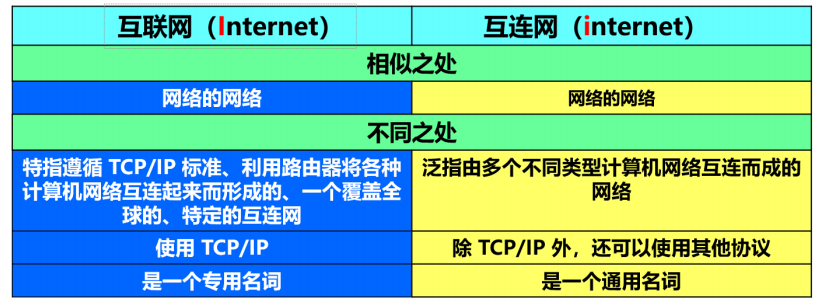 互联网（Internet）
互连网（internet）
相似之处
网络的网络
网络的网络
不同之处
特指遵循 TCP/IP 标准、利用路由器将各种
计算机网络互连起来而形成的、一个覆盖全
球的、特定的互连网
泛指由多个不同类型计算机网络互连而成的
网络
使用 TCP/IP
除 TCP/IP 外，还可以使用其他协议
是一个专用名词
是一个通用名词